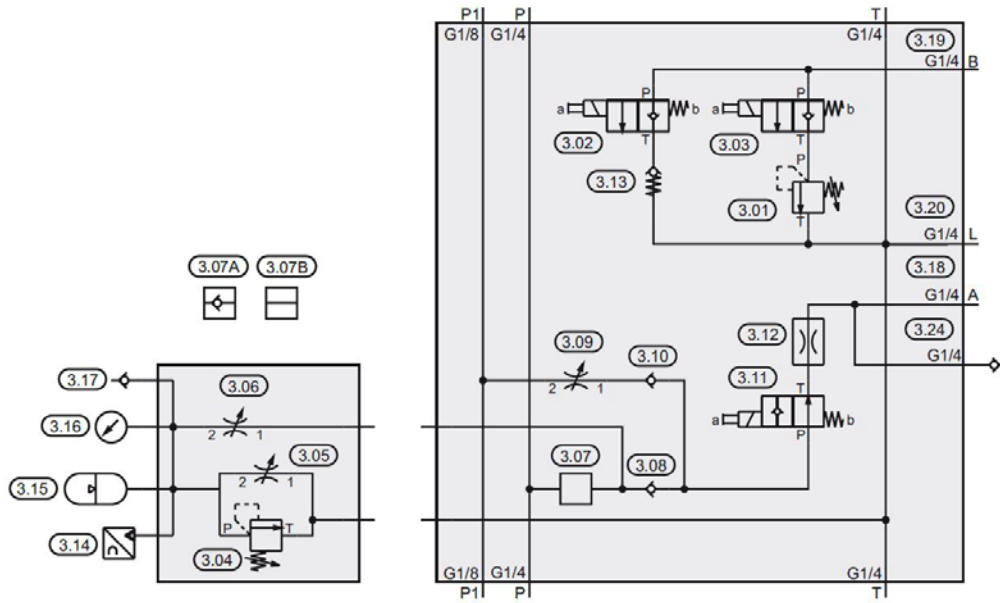 P1 P T
G1/8 G1/4 G1/4 3.19
G1/4 B
P P
a b a b
3.02 T 3.03 T
3.13 P
3.01 T
3.20
G1/4 L
3.07A 3.07B 3.18
G1/4 A
3.12 3.24
3.09 3.10 G1/4
3.17 3.06 2 1 3.11 T
3.16 2 1 a b
P
3.05 3.07 3.08
3.15 2 1
3.14 P T
3.04
G1/8 G1/4 G1/4
P1 P T